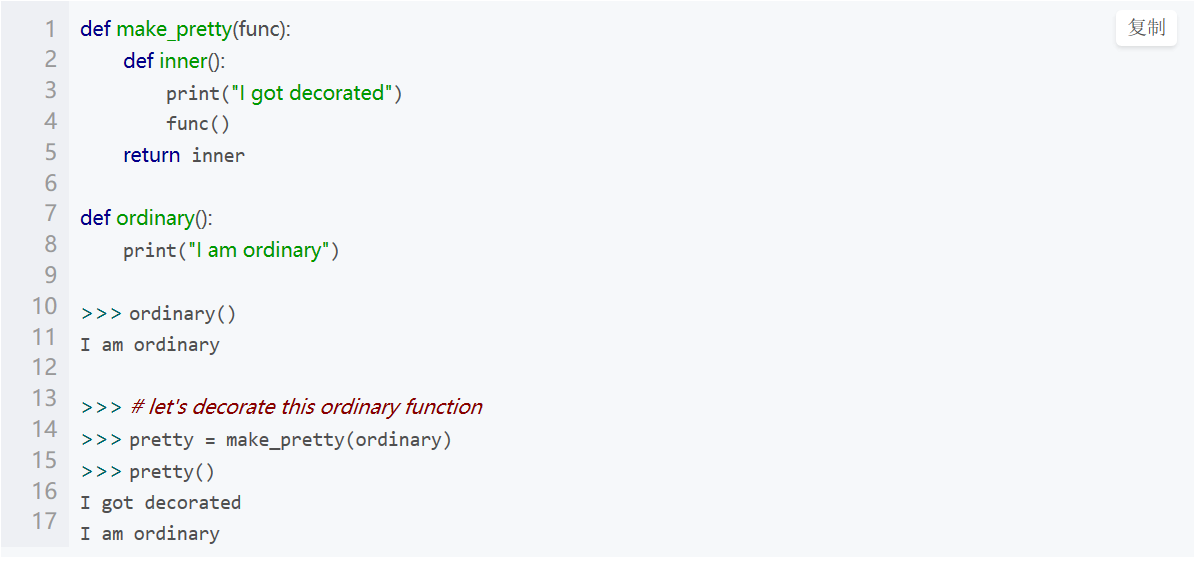 复制
1 def make_pretty(func):
2     def inner():
3         print("I got decorated")
4         func()
5     return inner
6
7 def ordinary():
8     print("I am ordinary")
9
10 >>> ordinary()
11 I am ordinary
12
13 >>> # let's decorate this ordinary function
14 >>> pretty = make_pretty(ordinary)
15 >>> pretty()
16 I got decorated
17 I am ordinary